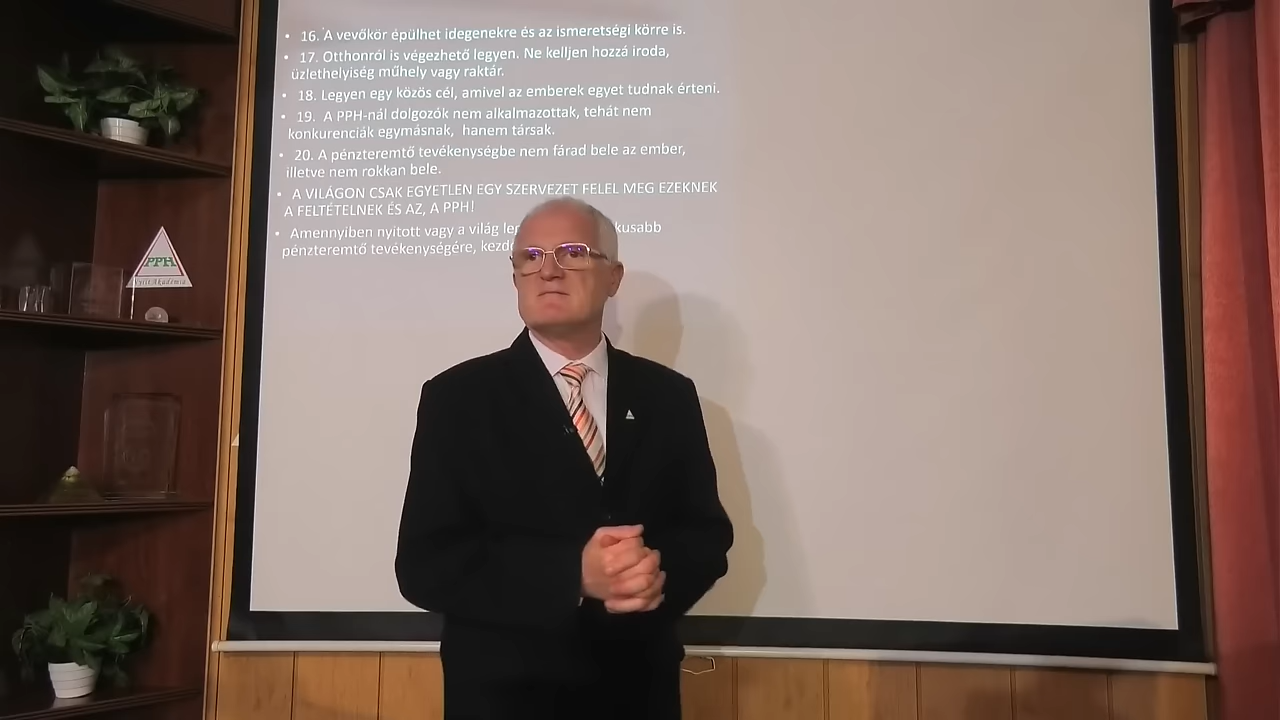 • 16. A vevőkör épülhet idegenekre és az ismeretségi körre is.
• 17. Otthonról is végezhető legyen. Ne kelljen hozzá iroda,
üzlethelyiség műhely vagy raktár.
• 18. Legyen egy közös cél, amivel az emberek egyet tudnak érteni.
• 19. A PPH-nál dolgozók nem alkalmazottak, tehát nem
konkurenciák egymásnak, hanem társak.
• 20. A pénzteremtő tevékenységbe nem fárad bele az ember,
illetve nem rokkan bele.
• A VILÁGON CSAK EGYETLEN EGY SZERVEZET FELEL MEG EZEKNEK
A FELTÉTELNEK ÉS AZ, A PPH!
• Amennyiben nyitott vagy a világ kusabb
pénzteremtő tevékenységére,
PPH
Nyílt Akadémia